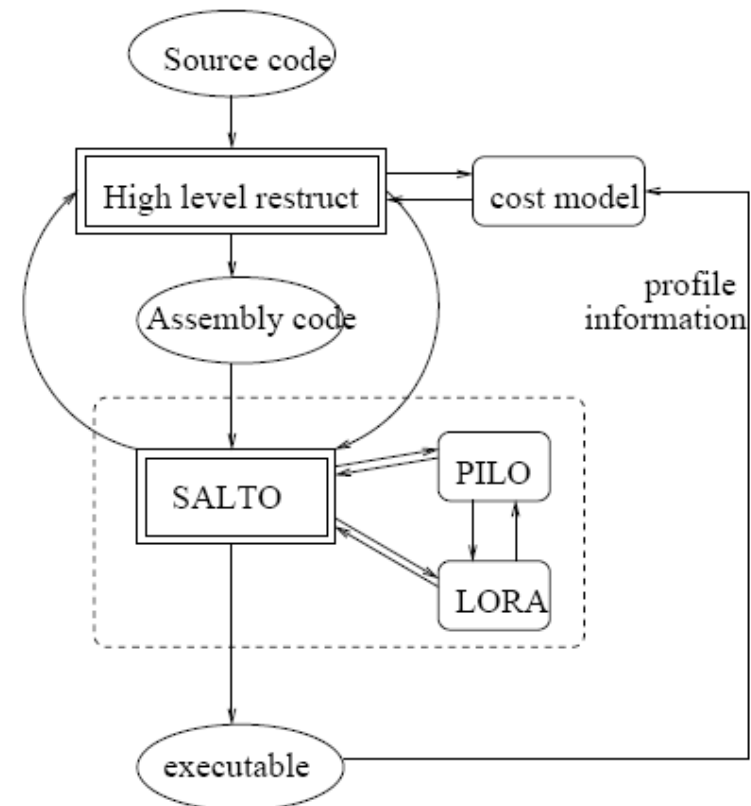 Source code
High level restruct
cost model
profile
information
Assembly code
SALTO
PILO
LORA
executable